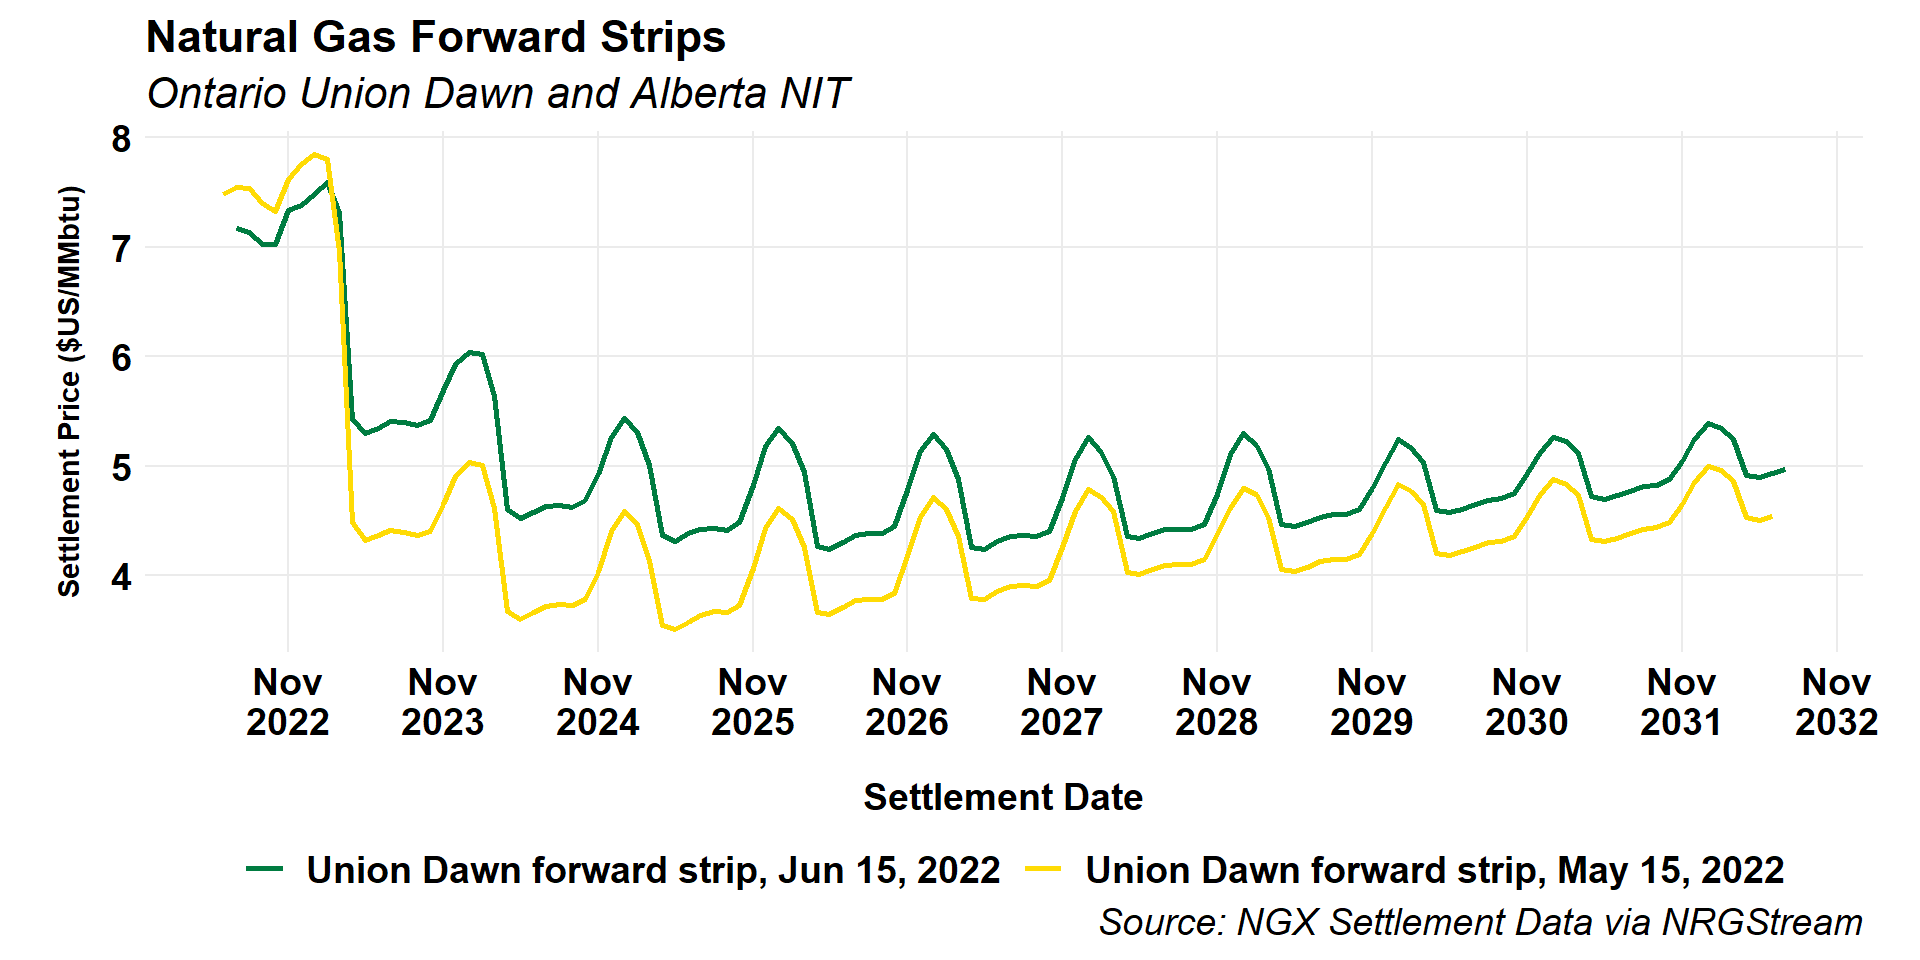 Natural Gas Forward Strips
Ontario Union Dawn and Alberta NIT
Settlement Price ($US/MMbtu)
8
7
6
5
4
Nov 2022
Nov 2023
Nov 2024
Nov 2025
Nov 2026
Nov 2027
Nov 2028
Nov 2029
Nov 2030
Nov 2031
Nov 2032
Settlement Date
Union Dawn forward strip, Jun 15, 2022
Union Dawn forward strip, May 15, 2022
Source: NGX Settlement Data via NRGStream